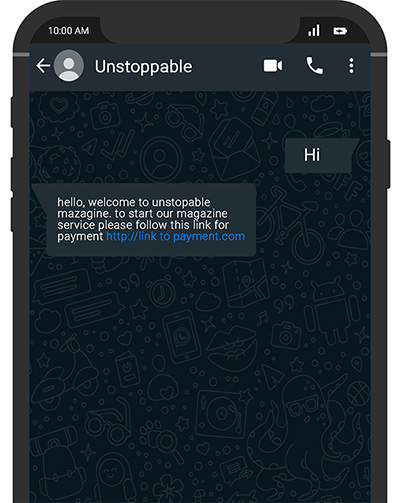 10:00 AM
Unstoppable
Hi
hello, welcome to unstopable
mazagine. to start our magazine
service please follow this link for
payment http://link to payment.com